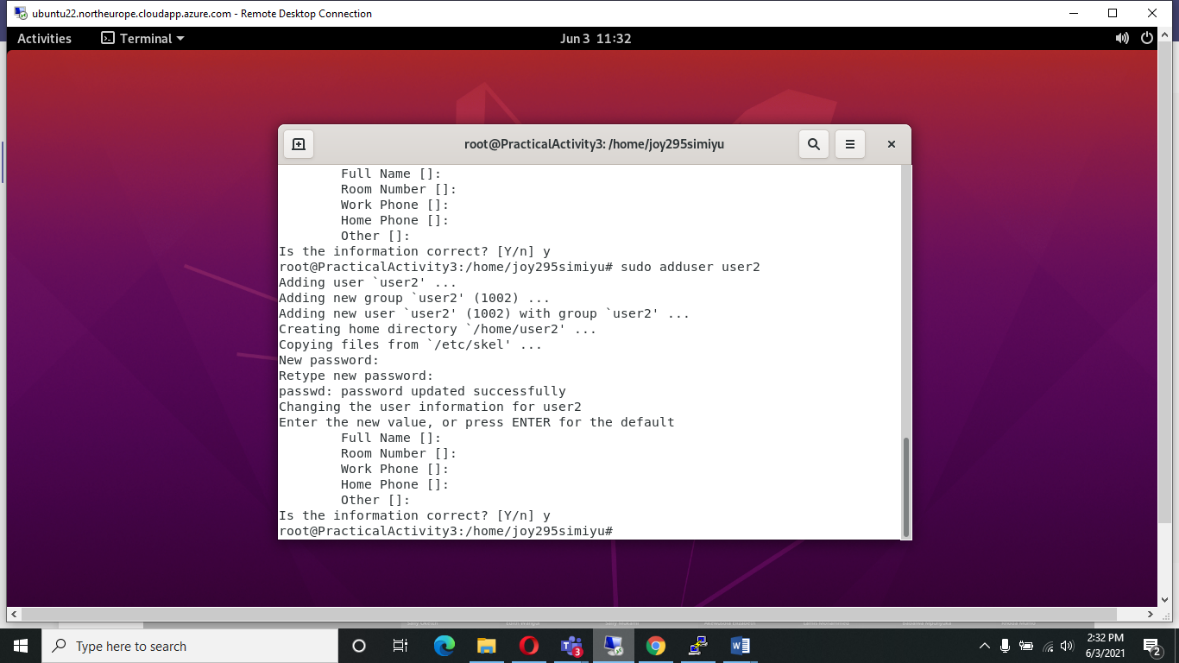 ubuntu22.northeurope.cloudapp.azure.com - Remote Desktop Connection
Activities Terminal Jun 3 11:32
root@PracticalActivity3: /home/joy295simiyu
Full Name []:
Room Number []:
Work Phone []:
Home Phone []:
Other []:
Is the information correct? [Y/n] y
root@PracticalActivity3:/home/joy295simiyu# sudo adduser user2
Adding user `user2' ...
Adding new group `user2' (1002) ...
Adding new user `user2' (1002) with group `user2' ...
Creating home directory `/home/user2' ...
Copying files from `/etc/skel' ...
New password:
Retype new password:
passwd: password updated successfully
Changing the user information for user2
Enter the new value, or press ENTER for the default
Full Name []:
Room Number []:
Work Phone []:
Home Phone []:
Other []:
Is the information correct? [Y/n] y
root@PracticalActivity3:/home/joy295simiyu#
Type here to search
3
W
2:32 PM
6/3/2021
2